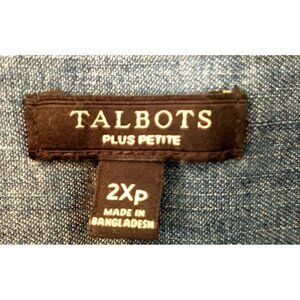 TALBOTS
PLUS PETITE
2XP
MADE IN
BANGLADESH